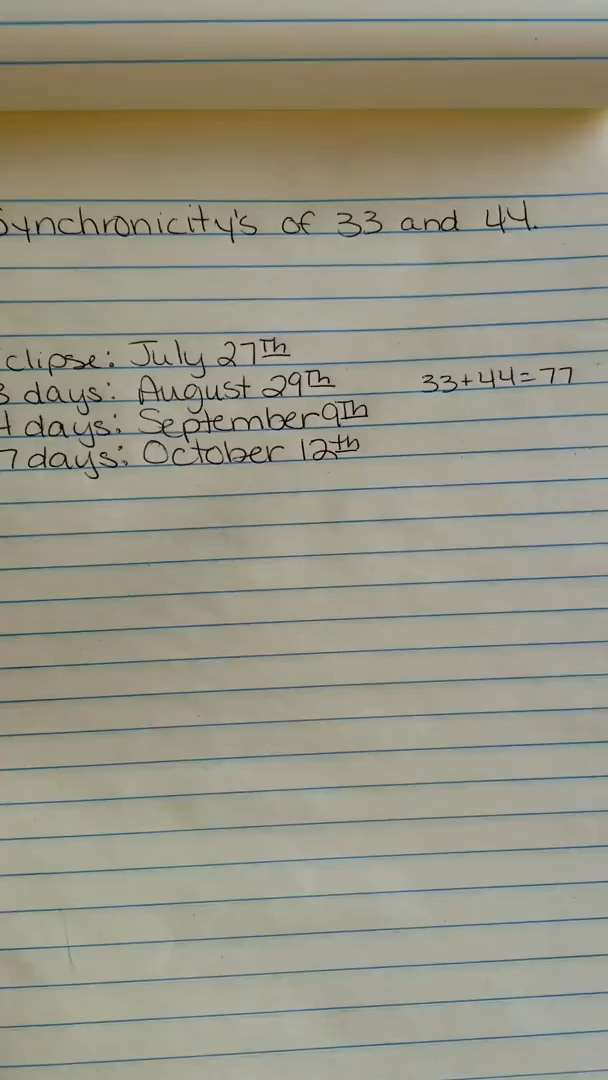 Synchronicity's of 33 and 44.
clipse: July 27Th
3 days: August 29Th
33+44=77
4 days: September 9Th
7 days: October 12th